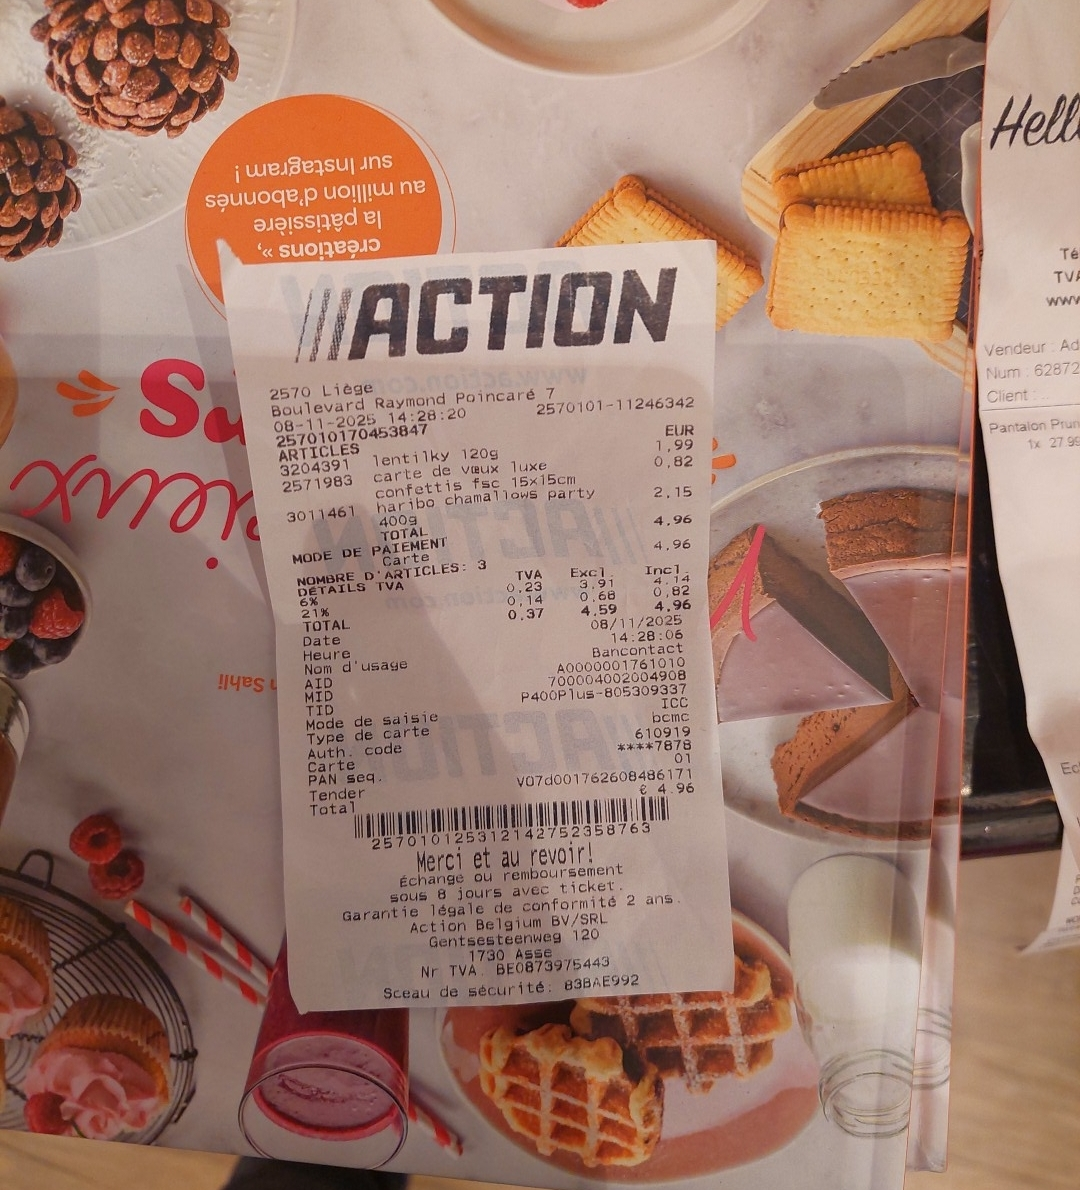 créations »,
la pâtissière
au million d'abonnés
sur Instagram !
ACTION
2570 Liège
Boulevard Raymond Poincaré 7
08-11-2025 14:28:20 2570101-11246342
257010170453847
ARTICLES EUR
3204391 lentilky 120g 1,99
2571983 carte de vœux luxe 0,82
confettis fsc 15x15cm
3011461 haribo chamallows party 2,15
400g
TOTAL 4,96
MODE DE PAIEMENT
Carte 4,96
NOMBRE D'ARTICLES: 3
DÉTAILS TVA TVA Excl. Incl.
6% 0,23 3,91 4,14
21% 0,14 0,68 0,82
TOTAL 0,37 4,59 4,96
Date 08/11/2025
Heure 14:28:06
Nom d'usage Bancontact
AID A0000001761010
MID 700004002004908
TID P400Plus-805309337
Mode de saisie ICC
Type de carte bcmc
Auth. code 610919
Carte ****7878
PAN seq. 01
Tender V07d001762608486171
Total € 4.96
2570101253121427523587​63
Merci et au revoir!
Échange ou remboursement
sous 8 jours avec ticket.
Garantie légale de conformité 2 ans.
Action Belgium BV/SRL
Gentsesteenweg 120
1730 Asse
Nr TVA. BE0873975443
Sceau de sécurité: 83BAE992
Sahli
TVA
www
Vendeur : Ad
Num : 62872
Client :
Pantalon Prun
1x 27.99